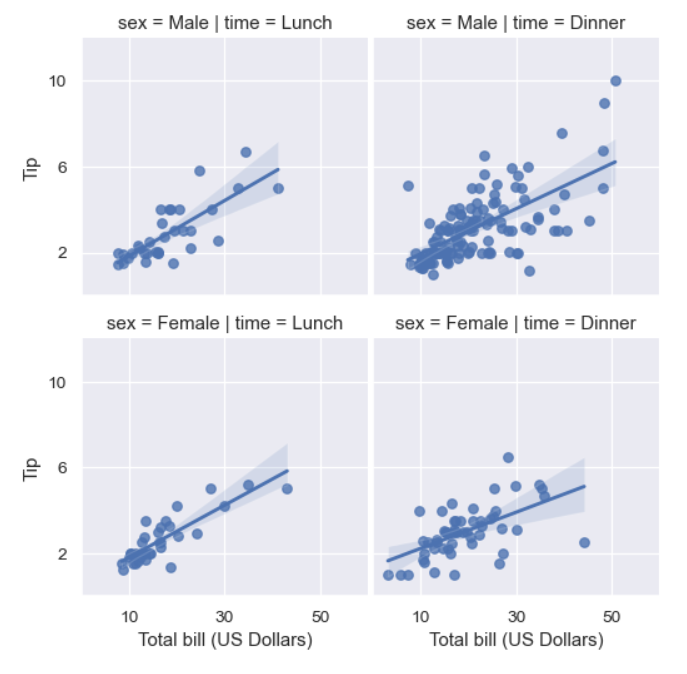 sex = Male | time = Lunch
sex = Male | time = Dinner
10
6
2
Tip
sex = Female | time = Lunch
sex = Female | time = Dinner
10
6
2
Tip
10 30 50
10 30 50
Total bill (US Dollars)
Total bill (US Dollars)